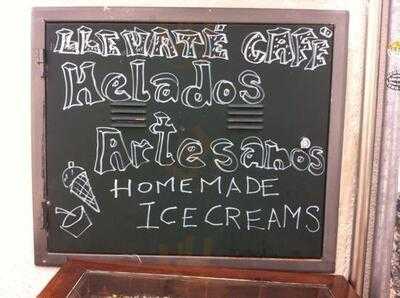 LLEVATÉ CAFÉ
Helados
Artesanos
HOMEMADE
ICECREAMS